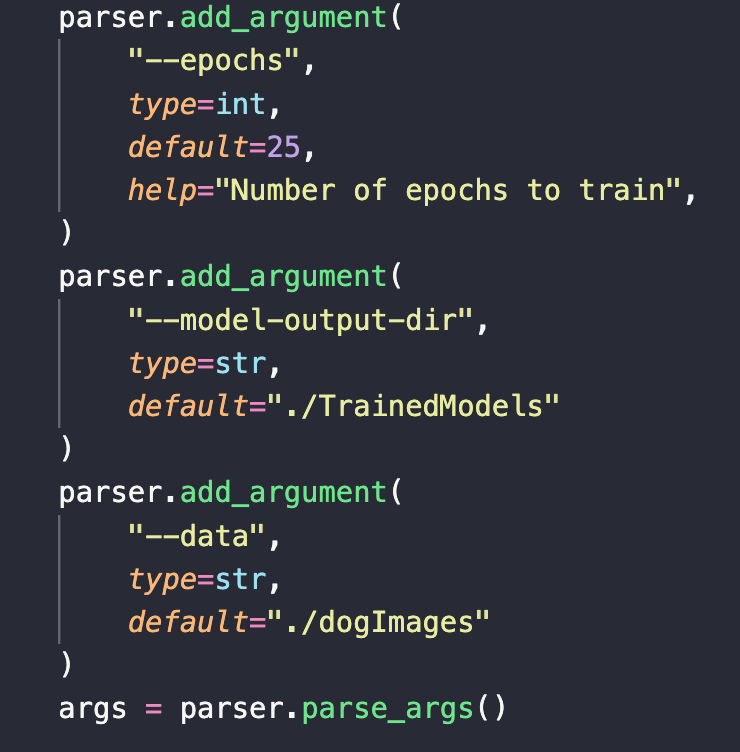 parser.add_argument(
    "--epochs",
    type=int,
    default=25,
    help="Number of epochs to train",
)
parser.add_argument(
    "--model-output-dir",
    type=str,
    default="./TrainedModels"
)
parser.add_argument(
    "--data",
    type=str,
    default="./dogImages"
)
args = parser.parse_args()